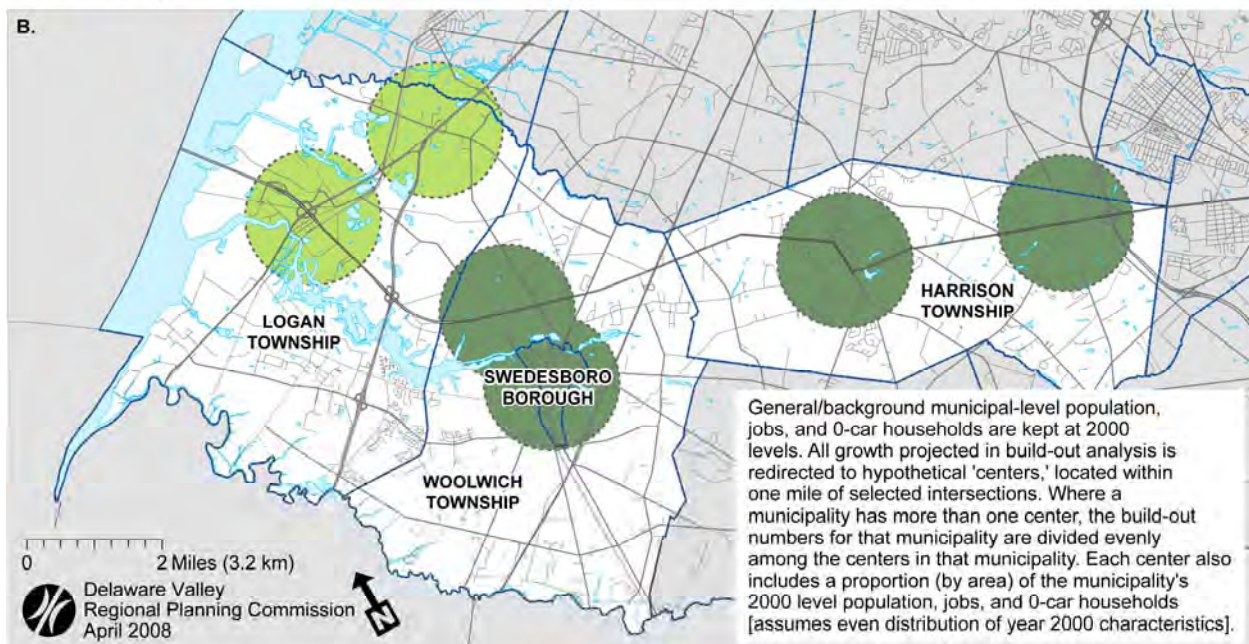 B.
LOGAN
TOWNSHIP
SWEDESBORO
BOROUGH
HARRISON
TOWNSHIP
WOOLWICH
TOWNSHIP
General/background municipal-level population,
jobs, and 0-car households are kept at 2000
levels. All growth projected in build-out analysis is
redirected to hypothetical 'centers,' located within
one mile of selected intersections. Where a
municipality has more than one center, the build-out
numbers for that municipality are divided evenly
among the centers in that municipality. Each center also
includes a proportion (by area) of the municipality's
2000 level population, jobs, and 0-car households
[assumes even distribution of year 2000 characteristics].
0 2 Miles (3.2 km)
Delaware Valley
Regional Planning Commission
April 2008
N